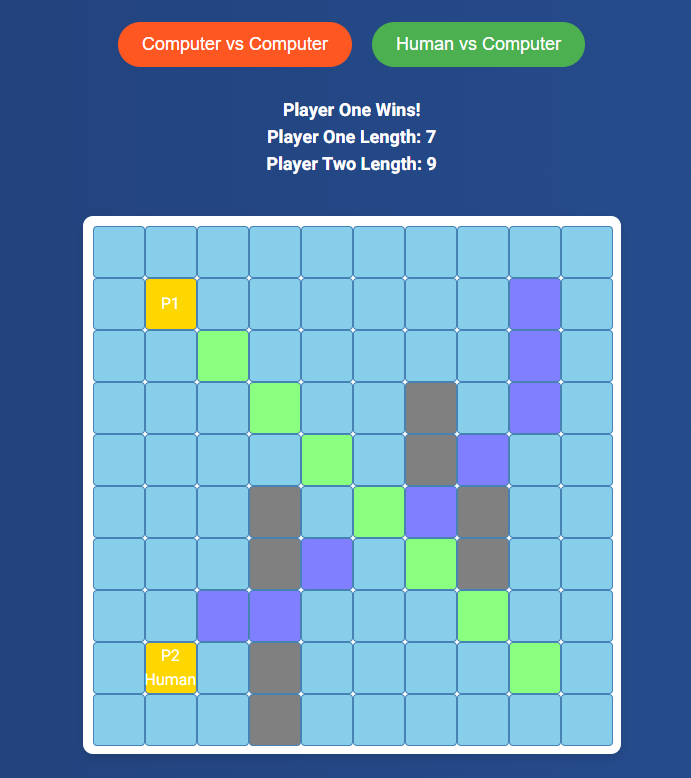 Computer vs Computer
Human vs Computer
Player One Wins!
Player One Length: 7
Player Two Length: 9
P1
P2
Human